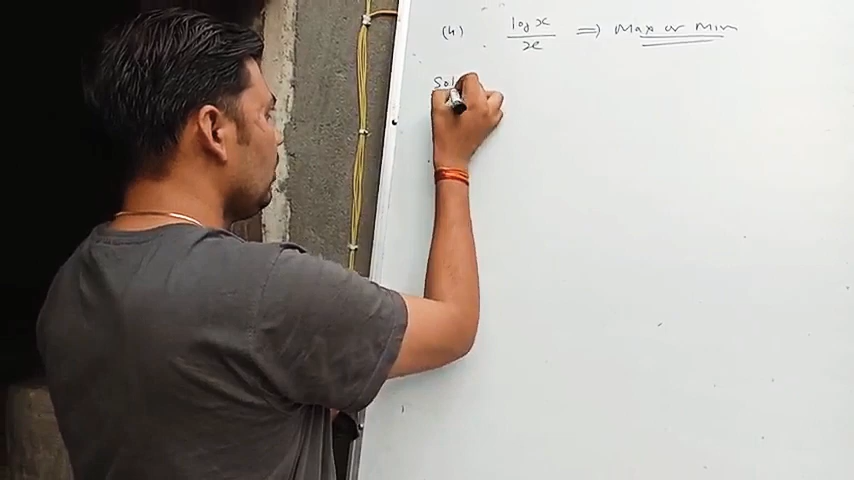 (4) log x / x => Max or Min
Sol